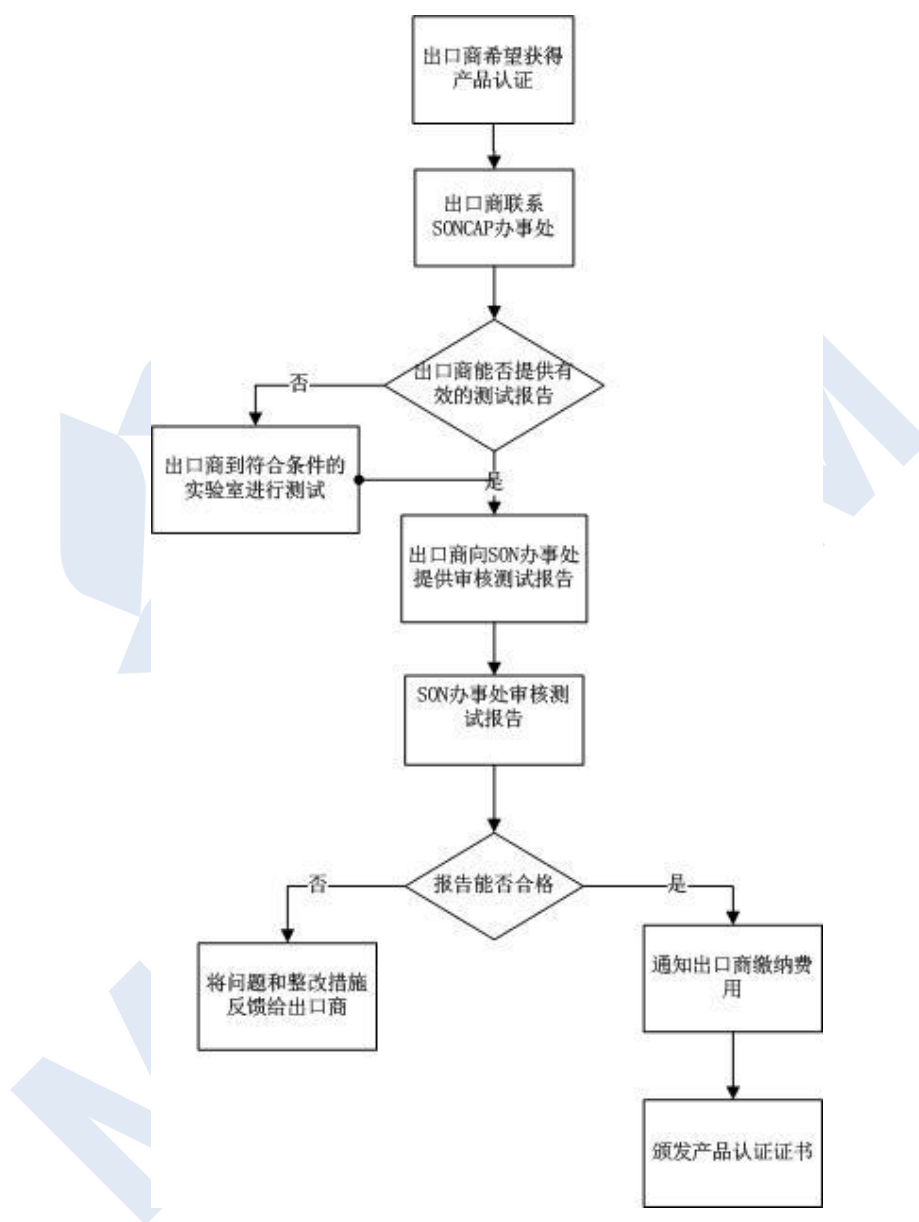 出口商希望获得
产品认证
出口商联系
SONCAP办事处
出口商能否提供有
效的测试报告
否
出口商到符合条件的
实验室进行测试
是
出口商向SON办事处
提供审核测试报告
SON办事处审核测
试报告
报告能否合格
否
是
将问题和整改措施
反馈给出口商
通知出口商缴纳费
用
颁发产品认证证书